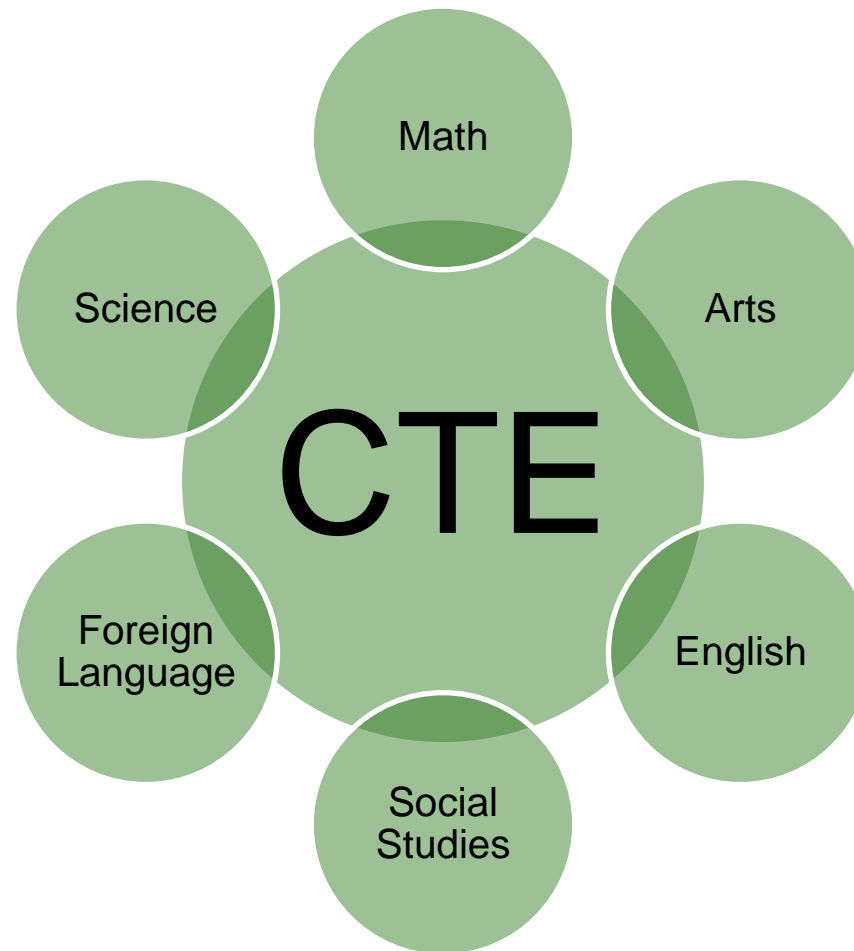 Math
Science
Arts
CTE
Foreign
Language
English
Social
Studies